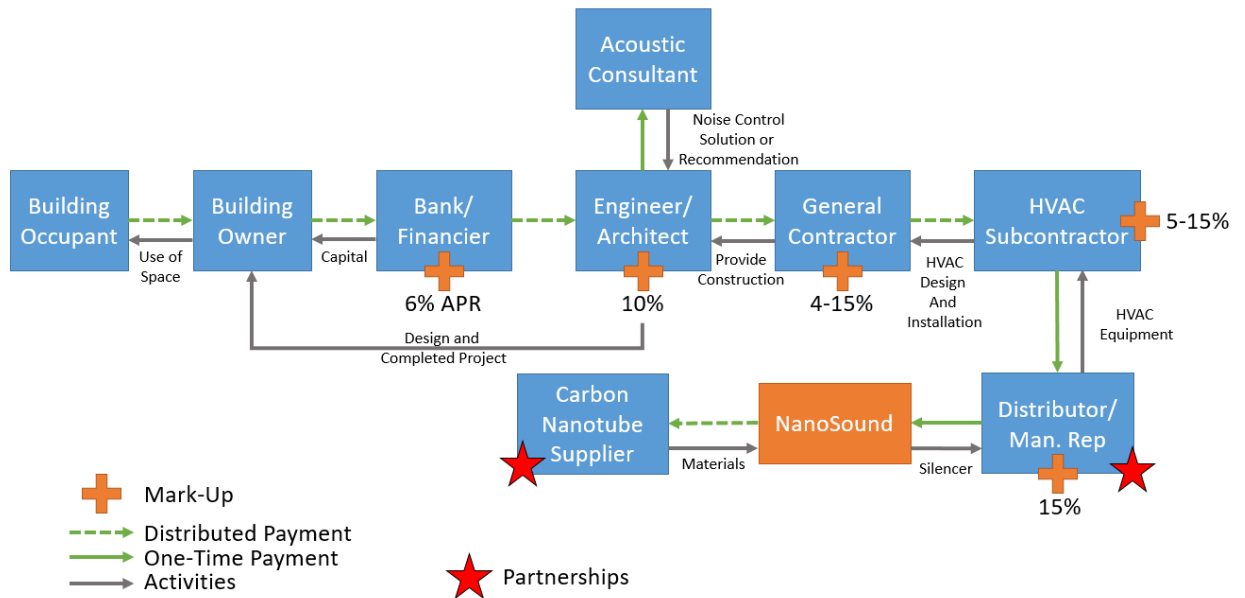 Acoustic
Consultant
Noise Control
Solution or
Recommendation
Building
Occupant
Use of
Space
Building
Owner
Capital
Bank/
Financier
6% APR
Engineer/
Architect
10%
Provide
Construction
General
Contractor
4-15%
HVAC
Design
And
Installation
HVAC
Subcontractor
5-15%
HVAC
Equipment
Design and
Completed Project
Carbon
Nanotube
Supplier
Materials
NanoSound
Silencer
Distributor/
Man. Rep
15%
Mark-Up
Distributed Payment
One-Time Payment
Activities
Partnerships